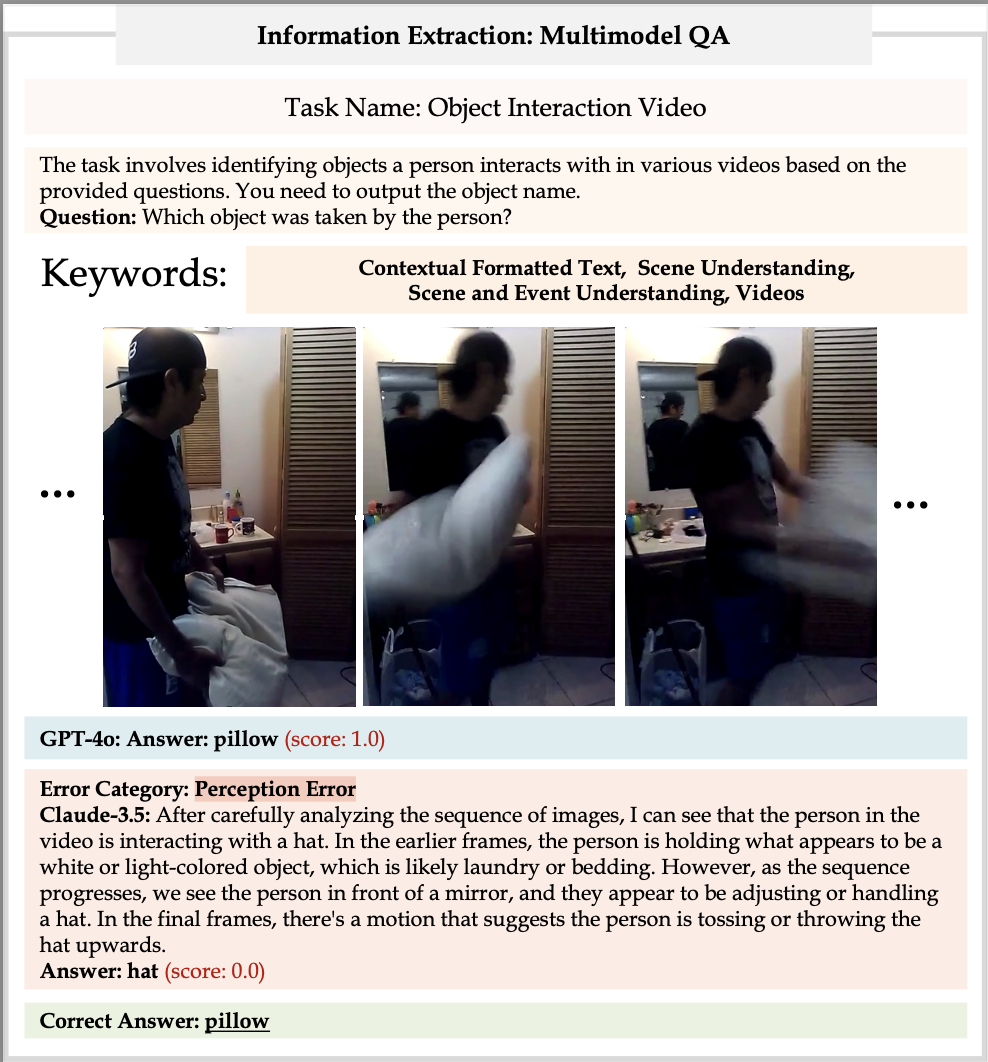 Information Extraction: Multimodel QA
Task Name: Object Interaction Video
The task involves identifying objects a person interacts with in various videos based on the
provided questions. You need to output the object name.
Question: Which object was taken by the person?
Keywords:
Contextual Formatted Text,  Scene Understanding,
Scene and Event Understanding, Videos
...
...
GPT-4o: Answer: pillow (score: 1.0)
Error Category: Perception Error
Claude-3.5: After carefully analyzing the sequence of images, I can see that the person in the
video is interacting with a hat. In the earlier frames, the person is holding what appears to be a
white or light-colored object, which is likely laundry or bedding. However, as the sequence
progresses, we see the person in front of a mirror, and they appear to be adjusting or handling
a hat. In the final frames, there's a motion that suggests the person is tossing or throwing the
hat upwards.
Answer: hat (score: 0.0)
Correct Answer: pillow